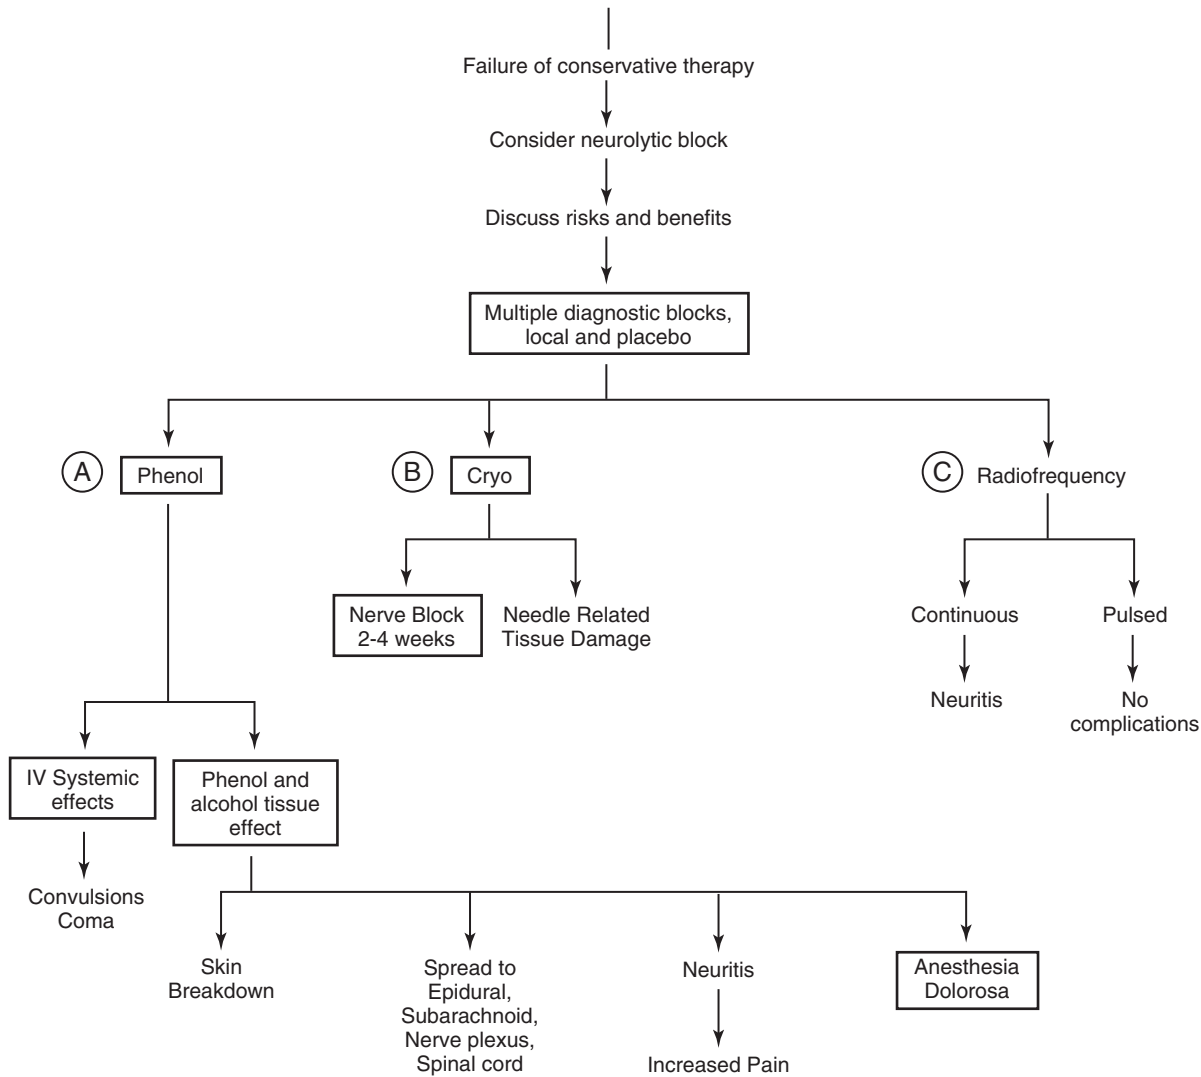 Failure of conservative therapy
Consider neurolytic block
Discuss risks and benefits
Multiple diagnostic blocks,
local and placebo
A
Phenol
B
Cryo
C
Radiofrequency
Nerve Block
2-4 weeks
Needle Related
Tissue Damage
Continuous
Pulsed
Neuritis
No
complications
IV Systemic
effects
Phenol and
alcohol tissue
effect
Convulsions
Coma
Skin
Breakdown
Spread to
Epidural,
Subarachnoid,
Nerve plexus,
Spinal cord
Neuritis
Increased Pain
Anesthesia
Dolorosa